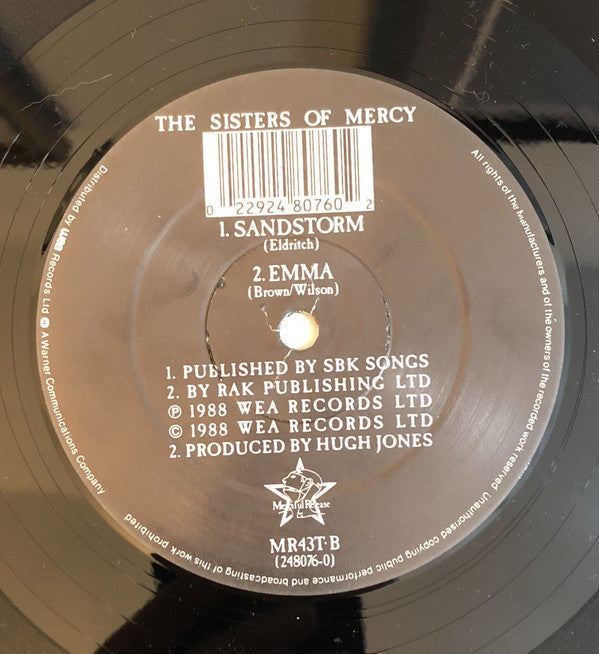 THE SISTERS OF MERCY
0 22924 80760 2
1. SANDSTORM
(Eldritch)
2. EMMA
(Brown/Wilson)
1. PUBLISHED BY SBK SONGS
2. BY RAK PUBLISHING LTD
Ⓟ 1988 WEA RECORDS LTD
© 1988 WEA RECORDS LTD
2. PRODUCED BY HUGH JONES
Merciful Release
MR43T·B
(248076-0)
Distributed by wea Records Ltd A Warner Communications Company
All rights of the Manufacturers and of the owners of the recorded work reserved Unauthorised copying public performance and broadcasting of this work prohibited